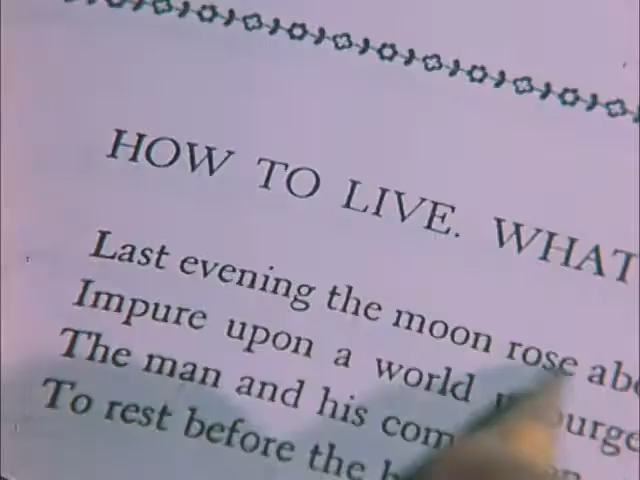 HOW TO LIVE. WHAT
Last evening the moon rose abo
Impure upon a world
The man and his com
To rest before the